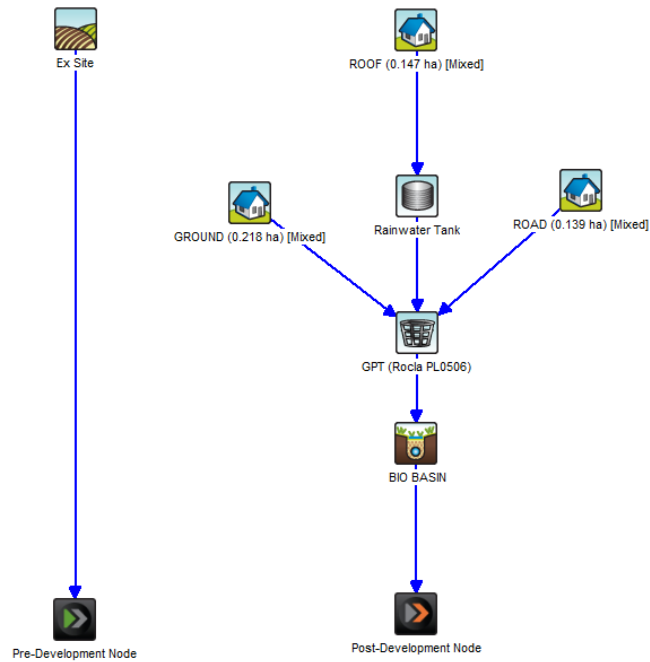 Ex Site
ROOF (0.147 ha) [Mixed]
Rainwater Tank
GROUND (0.218 ha) [Mixed]
ROAD (0.139 ha) [Mixed]
GPT (Rocla PL0506)
BIO BASIN
Pre-Development Node
Post-Development Node